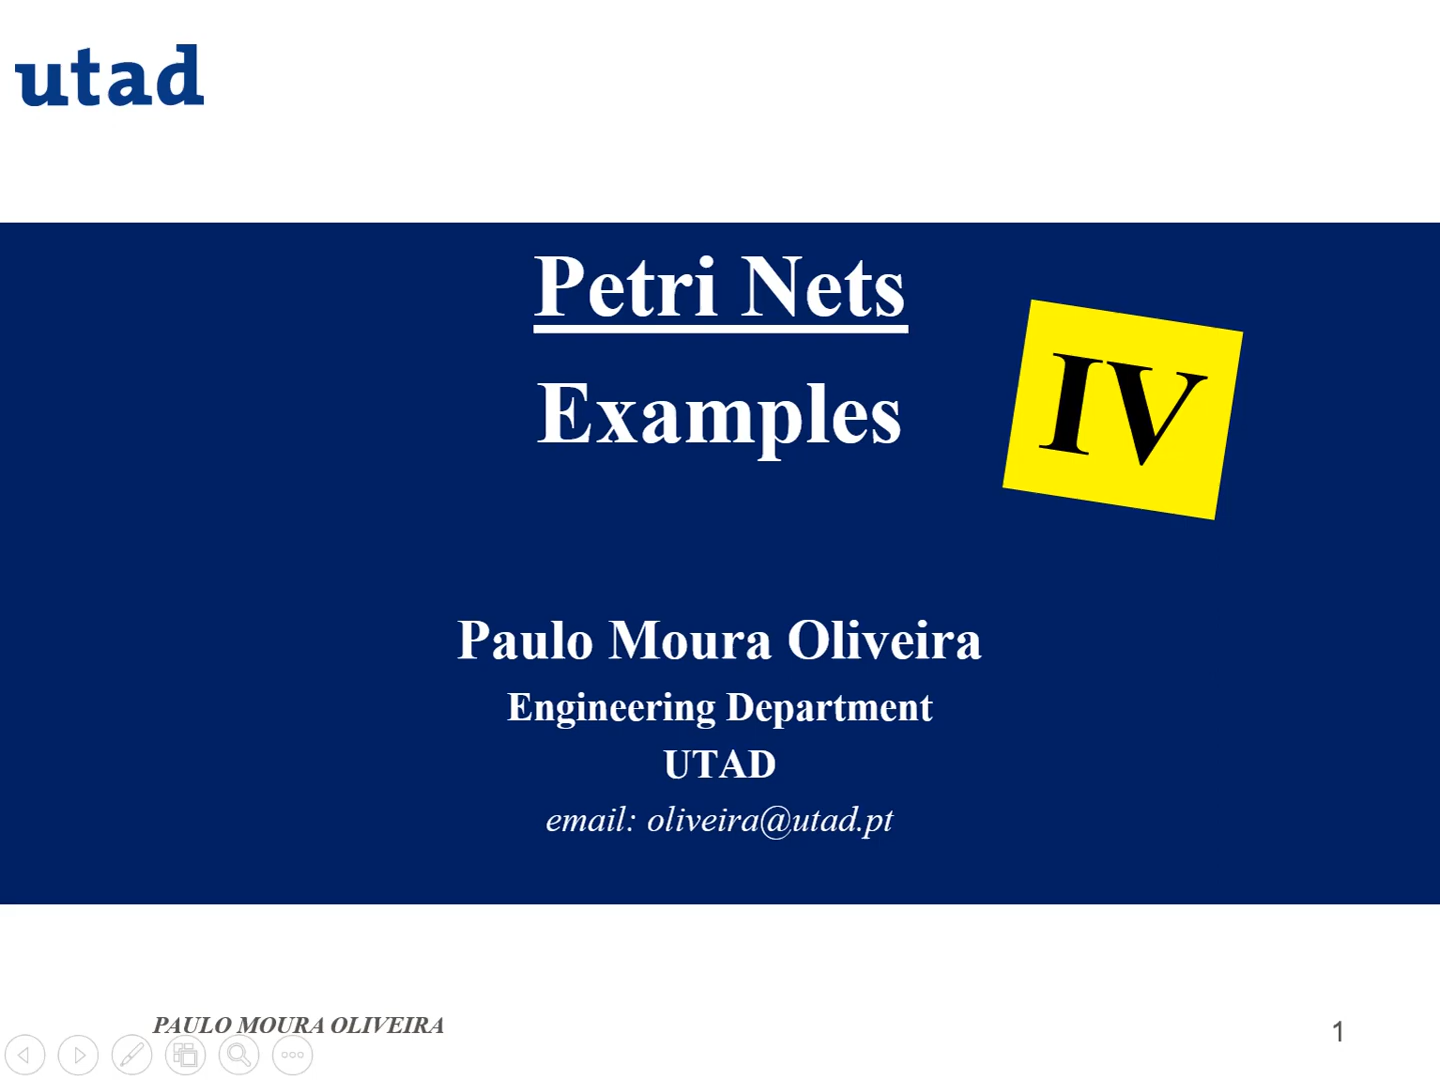 utad
Petri Nets
Examples
IV
Paulo Moura Oliveira
Engineering Department
UTAD
email: oliveira@utad.pt
PAULO MOURA OLIVEIRA
1